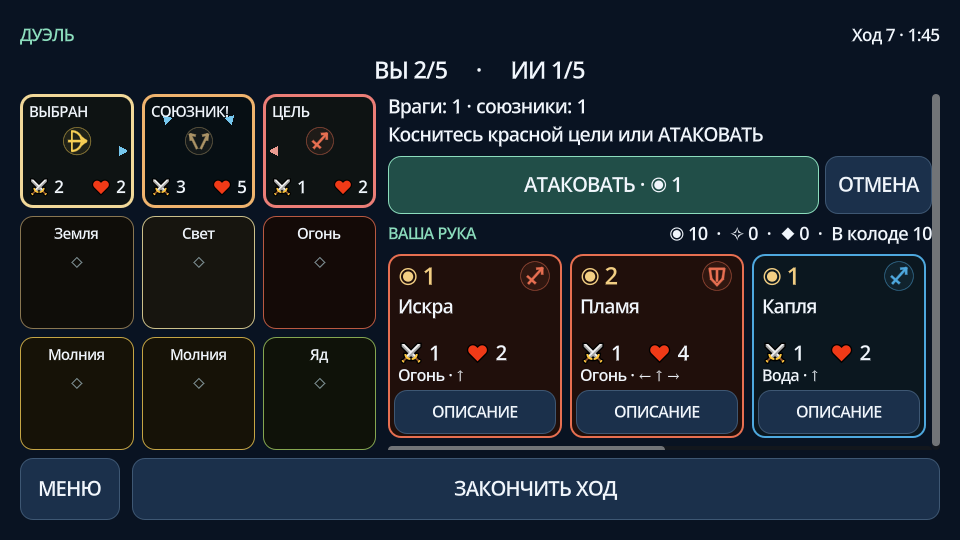 ДУЭЛЬ
Ход 7 · 1:45
ВЫ 2/5 · ИИ 1/5
ВЫБРАН
2 2
СОЮЗНИК!
3 5
ЦЕЛЬ
1 2
Враги: 1 · союзники: 1
Коснитесь красной цели или АТАКОВАТЬ
АТАКОВАТЬ · ◉ 1
ОТМЕНА
ВАША РУКА
◉ 10 · ✧ 0 · ◆ 0 · В колоде 10
Земля
Свет
Огонь
Молния
Молния
Яд
◉ 1
Искра
1 2
Огонь · ↑
ОПИСАНИЕ
◉ 2
Пламя
1 4
Огонь · ← ↑ →
ОПИСАНИЕ
◉ 1
Капля
1 2
Вода · ↑
ОПИСАНИЕ
МЕНЮ
ЗАКОНЧИТЬ ХОД